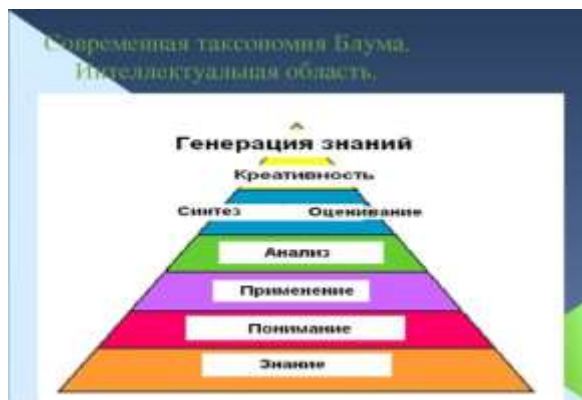 Современная таксономия Блума.
Интеллектуальная область.
Генерация знаний
Креативность
Синтез Оценивание
Анализ
Применение
Понимание
Знание